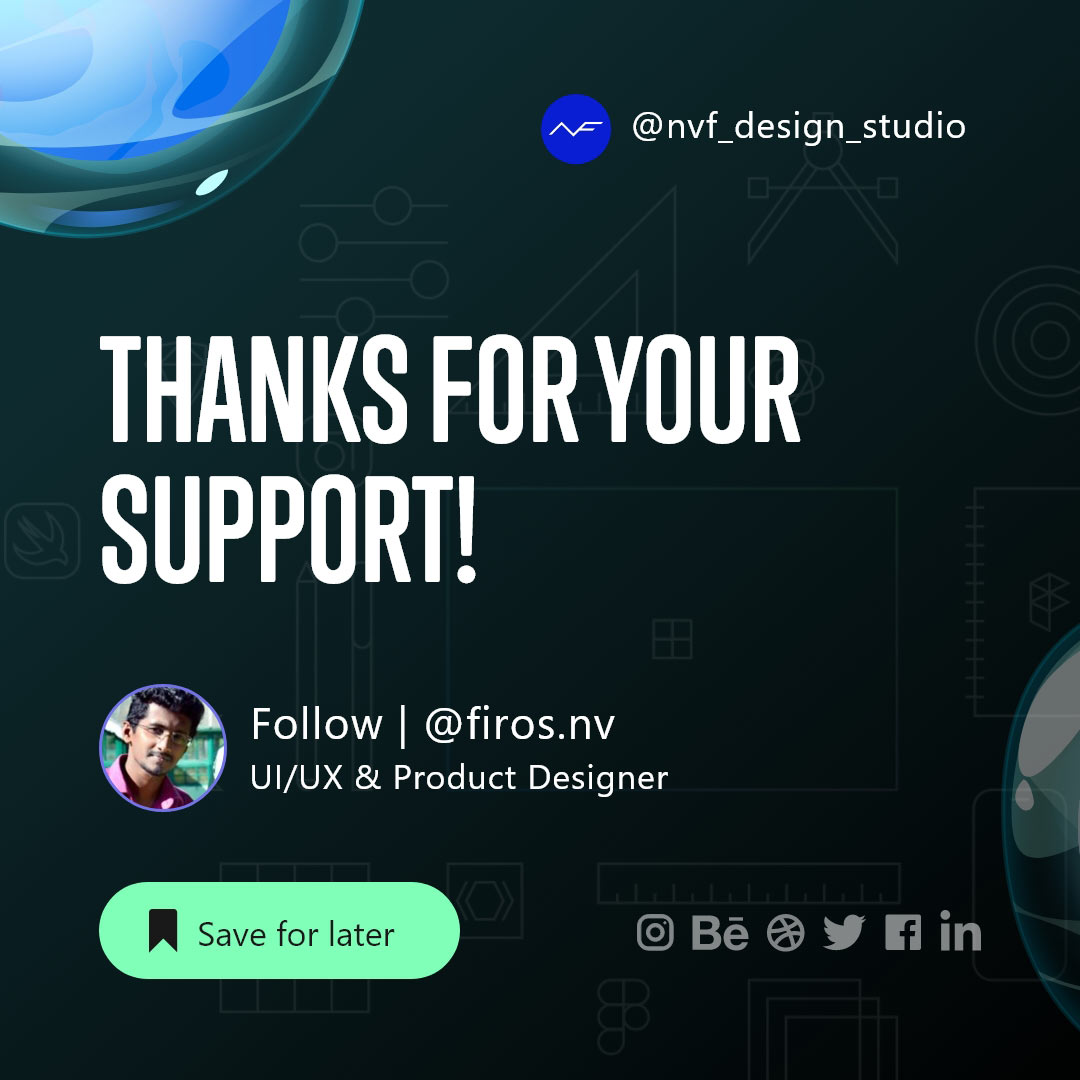 @nvf_design_studio
THANKS FOR YOUR
SUPPORT!
Follow | @firos.nv
UI/UX & Product Designer
Save for later
Bē
in